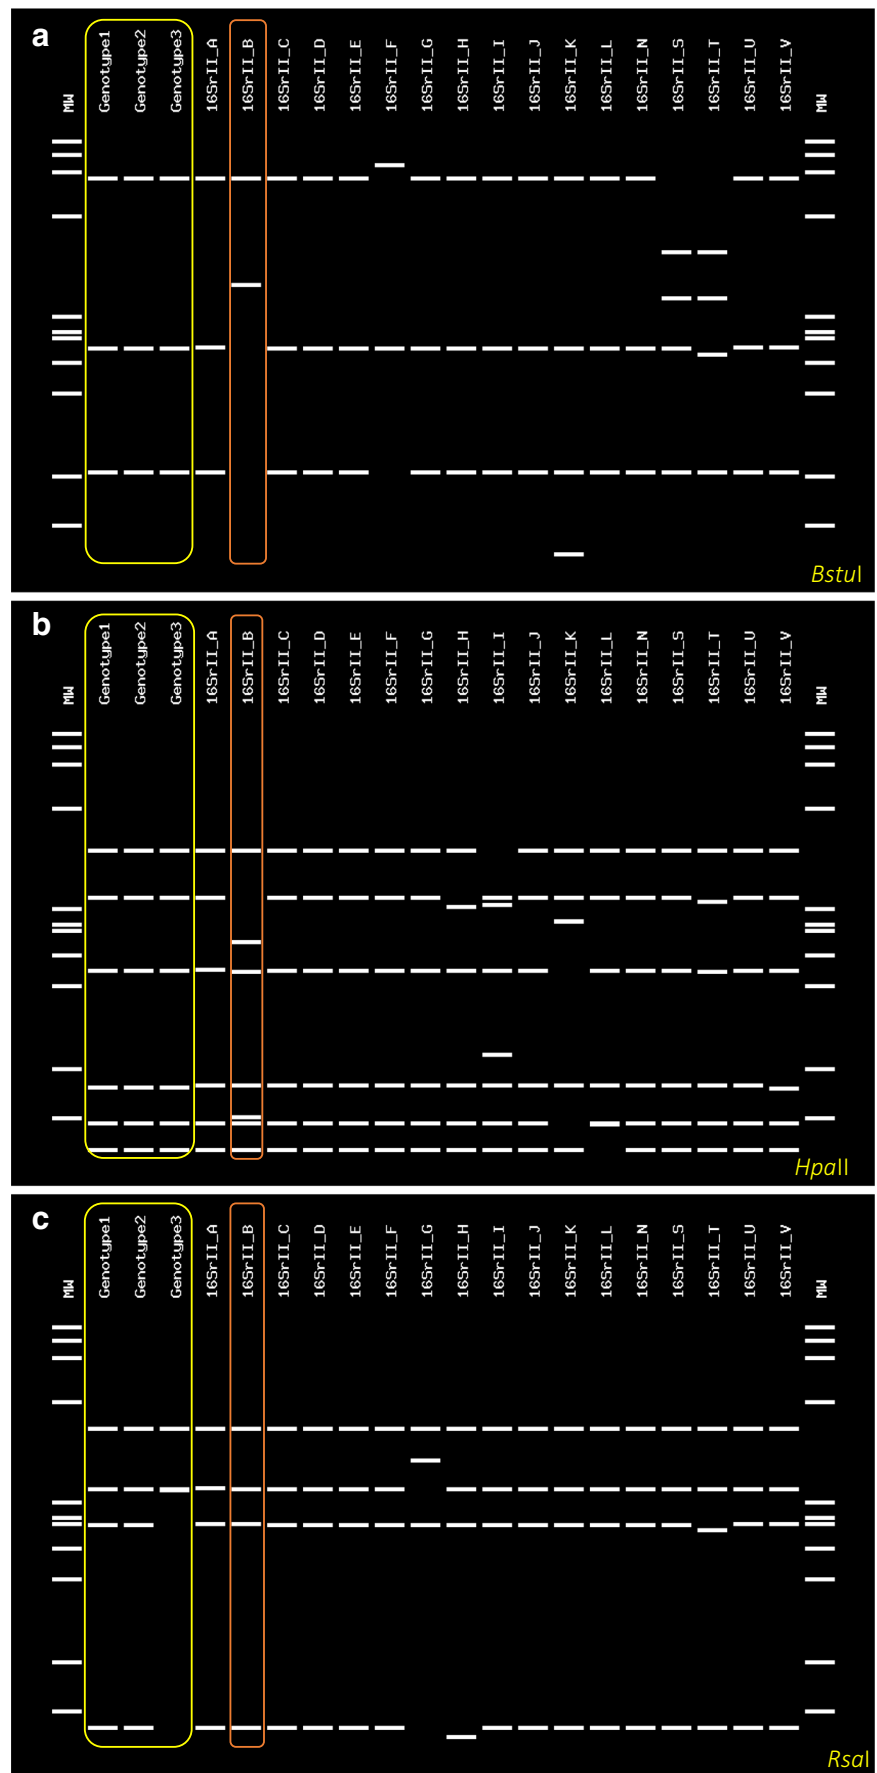 a
MW Genotype1 Genotype2 Genotype3 16SrII_A 16SrII_B 16SrII_C 16SrII_D 16SrII_E 16SrII_F 16SrII_G 16SrII_H 16SrII_I 16SrII_J 16SrII_K 16SrII_L 16SrII_N 16SrII_S 16SrII_T 16SrII_U 16SrII_V MW
BstuI
b
MW Genotype1 Genotype2 Genotype3 16SrII_A 16SrII_B 16SrII_C 16SrII_D 16SrII_E 16SrII_F 16SrII_G 16SrII_H 16SrII_I 16SrII_J 16SrII_K 16SrII_L 16SrII_N 16SrII_S 16SrII_T 16SrII_U 16SrII_V MW
HpaII
c
MW Genotype1 Genotype2 Genotype3 16SrII_A 16SrII_B 16SrII_C 16SrII_D 16SrII_E 16SrII_F 16SrII_G 16SrII_H 16SrII_I 16SrII_J 16SrII_K 16SrII_L 16SrII_N 16SrII_S 16SrII_T 16SrII_U 16SrII_V MW
RsaI